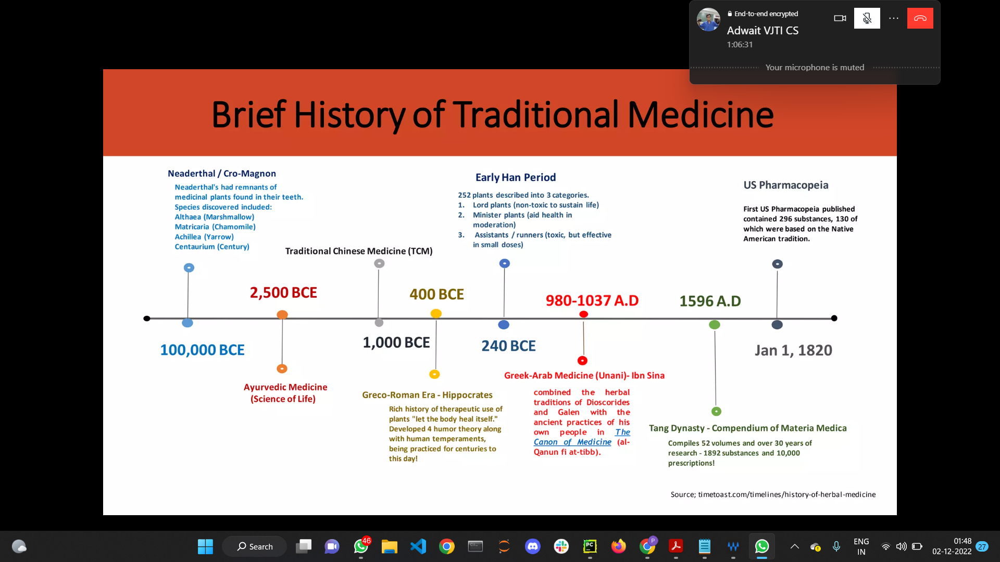 End-to-end encrypted
Adwait VJTI CS
1:06:31
Your microphone is muted
Brief History of Traditional Medicine
Neaderthal / Cro-Magnon
Neaderthal's had remnants of
medicinal plants found in their teeth.
Species discovered included:
Althaea (Marshmallow)
Matricaria (Chamomile)
Achillea (Yarrow)
Centaurium (Century)
Traditional Chinese Medicine (TCM)
Early Han Period
252 plants described into 3 categories.
1. Lord plants (non-toxic to sustain life)
2. Minister plants (aid health in
moderation)
3. Assistants / runners (toxic, but effective
in small doses)
US Pharmacopeia
First US Pharmacopeia published
contained 296 substances, 130 of
which were based on the Native
American tradition.
2,500 BCE
400 BCE
980-1037 A.D
1596 A.D
100,000 BCE
1,000 BCE
240 BCE
Jan 1, 1820
Ayurvedic Medicine
(Science of Life)
Greco-Roman Era - Hippocrates
Rich history of therapeutic use of
plants "let the body heal itself."
Developed 4 humor theory along
with human temperaments,
being practiced for centuries to
this day!
Greek-Arab Medicine (Unani)- Ibn Sina
combined the herbal
traditions of Dioscorides
and Galen with the
ancient practices of his
own people in The
Canon of Medicine (al-
Qanun fi at-tibb).
Tang Dynasty - Compendium of Materia Medica
Compiles 52 volumes and over 30 years of
research - 1892 substances and 10,000
prescriptions!
Source; timetoast.com/timelines/history-of-herbal-medicine
Search
46
PC
P
ENG
IN
01:48
02-12-2022
27